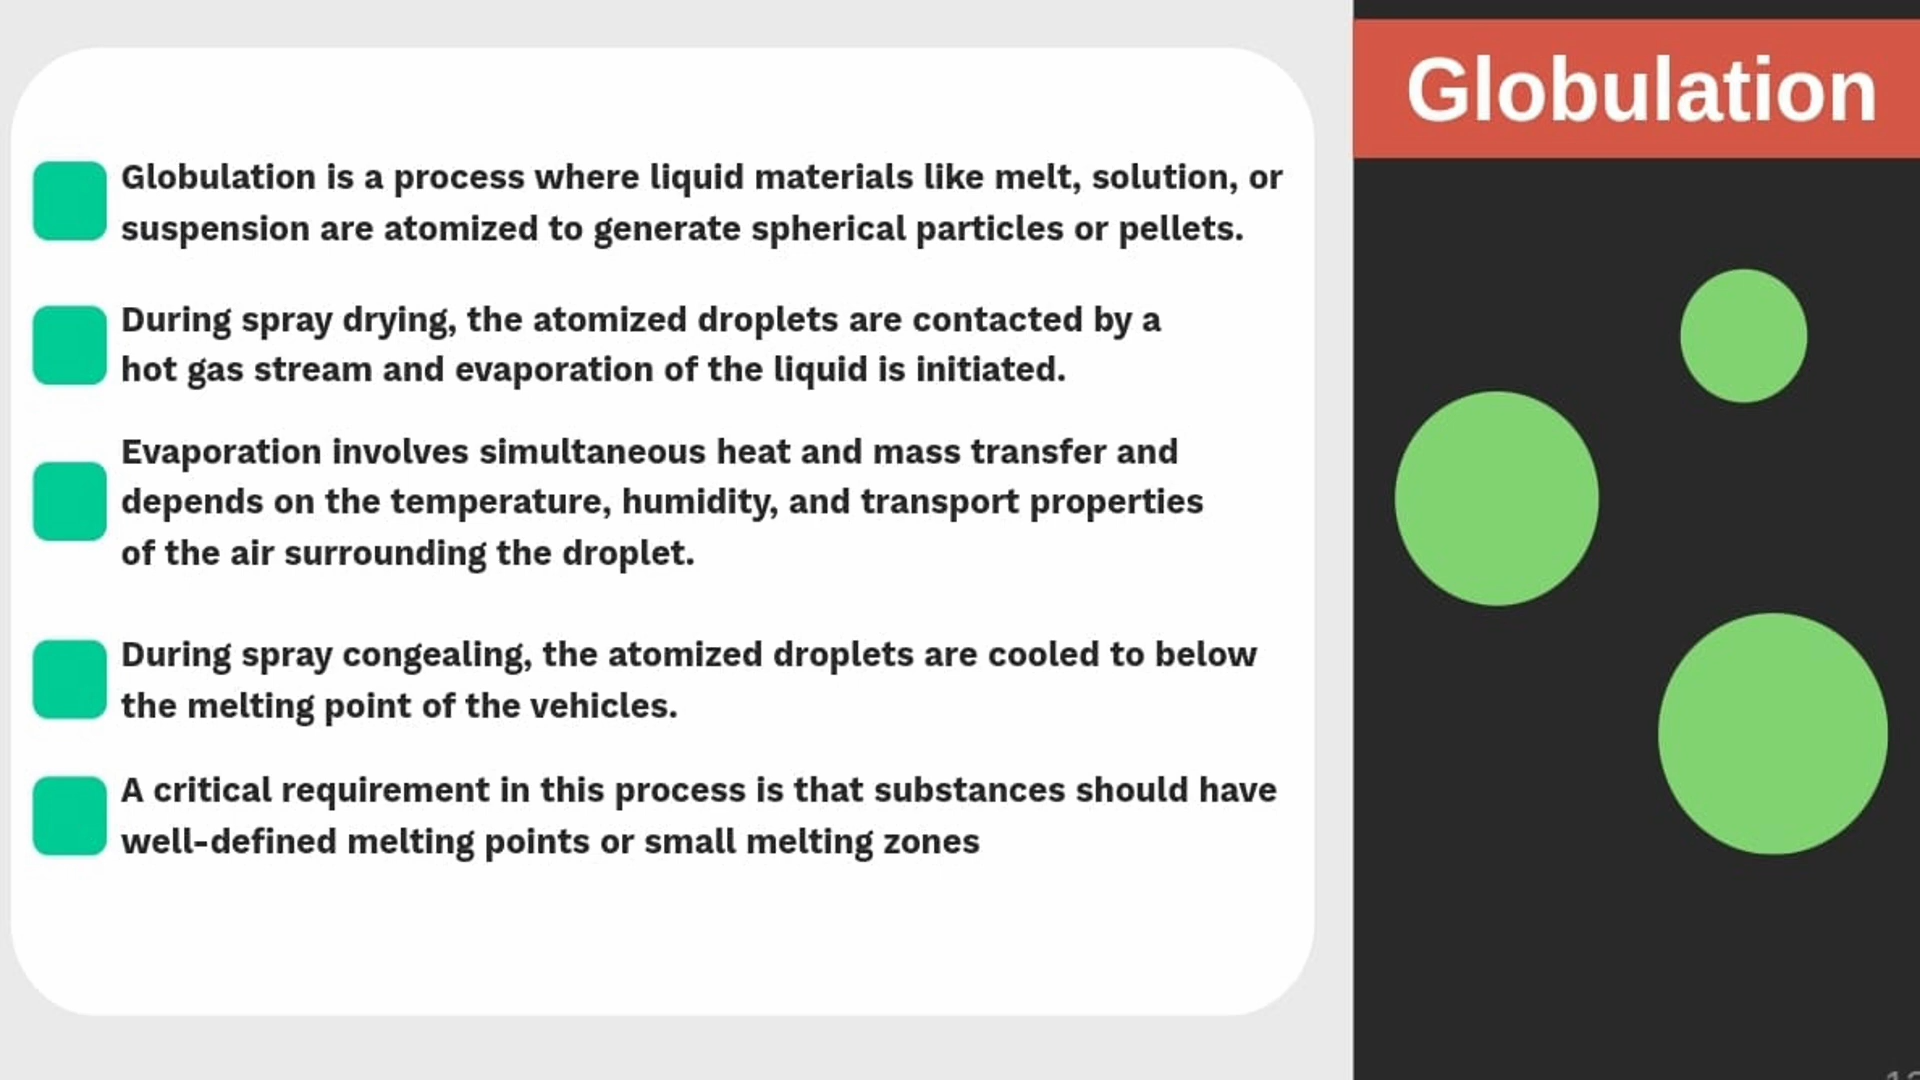 Globulation
Globulation is a process where liquid materials like melt, solution, or
suspension are atomized to generate spherical particles or pellets.
During spray drying, the atomized droplets are contacted by a
hot gas stream and evaporation of the liquid is initiated.
Evaporation involves simultaneous heat and mass transfer and
depends on the temperature, humidity, and transport properties
of the air surrounding the droplet.
During spray congealing, the atomized droplets are cooled to below
the melting point of the vehicles.
A critical requirement in this process is that substances should have
well-defined melting points or small melting zones